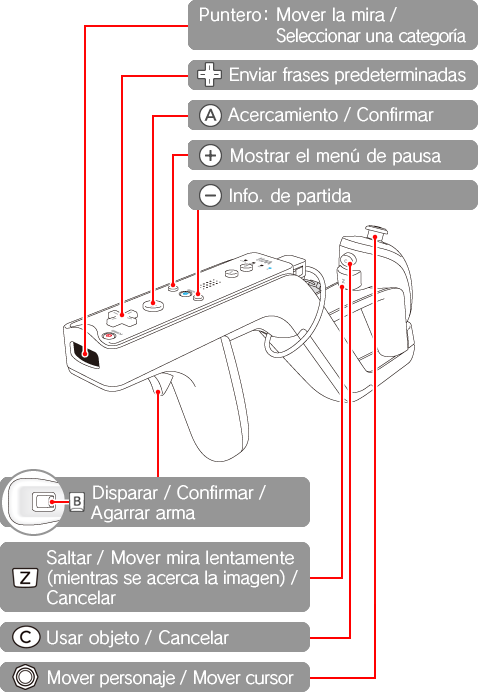 Puntero: Mover la mira /
Seleccionar una categoría
Enviar frases predeterminadas
A Acercamiento / Confirmar
+ Mostrar el menú de pausa
− Info. de partida
B Disparar / Confirmar /
Agarrar arma
Z Saltar / Mover mira lentamente
(mientras se acerca la imagen) /
Cancelar
C Usar objeto / Cancelar
Mover personaje / Mover cursor